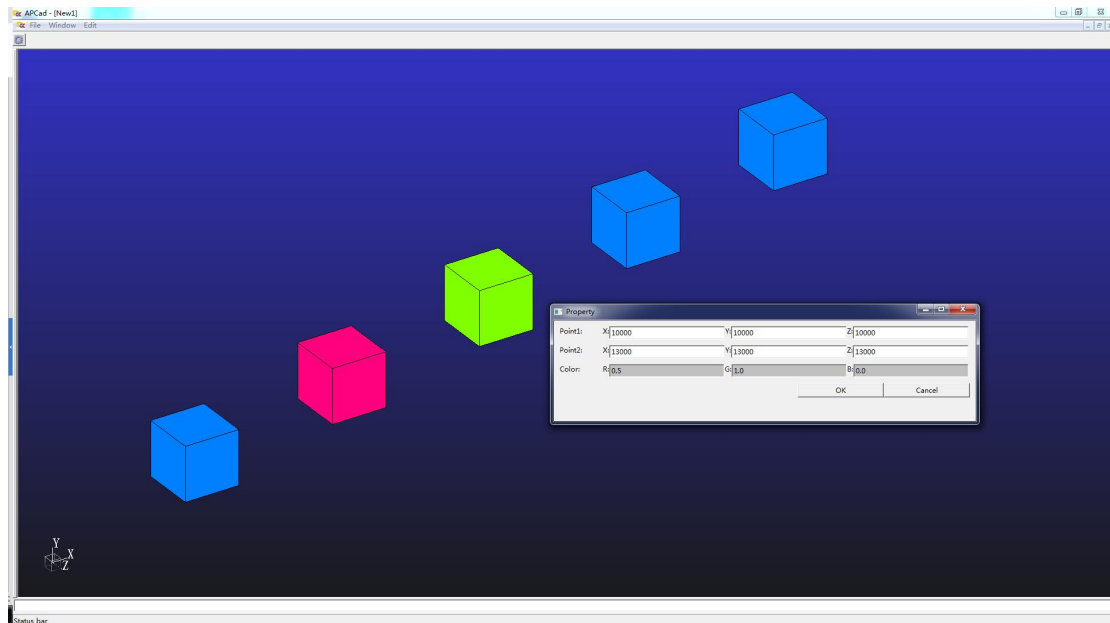 APCad - [New1]
File Window Edit
Property
Point1: X: 10000 Y: 10000 Z: 10000
Point2: X: 13000 Y: 13000 Z: 13000
Color: R: 0.5 G: 1.0 B: 0.0
OK Cancel
Y
X
Z
Status bar